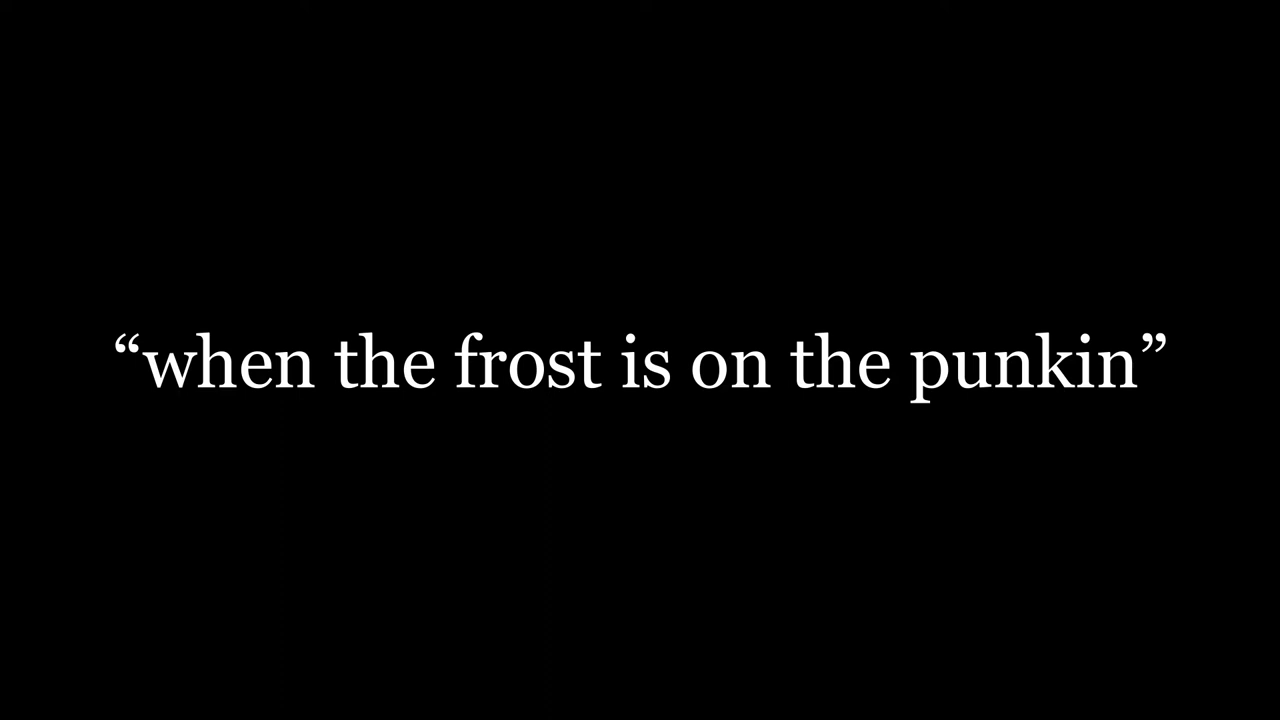 “when the frost is on the punkin”